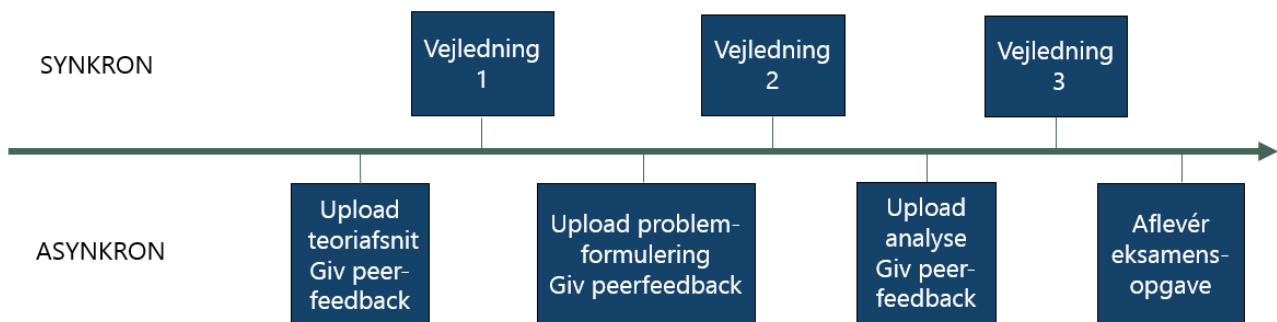 SYNKRON
Vejledning
1
Vejledning
2
Vejledning
3
ASYNKRON
Upload
teoriafsnit
Giv peer-
feedback
Upload problem-
formulering
Giv peerfeedback
Upload
analyse
Giv peer-
feedback
Aflevér
eksamens-
opgave